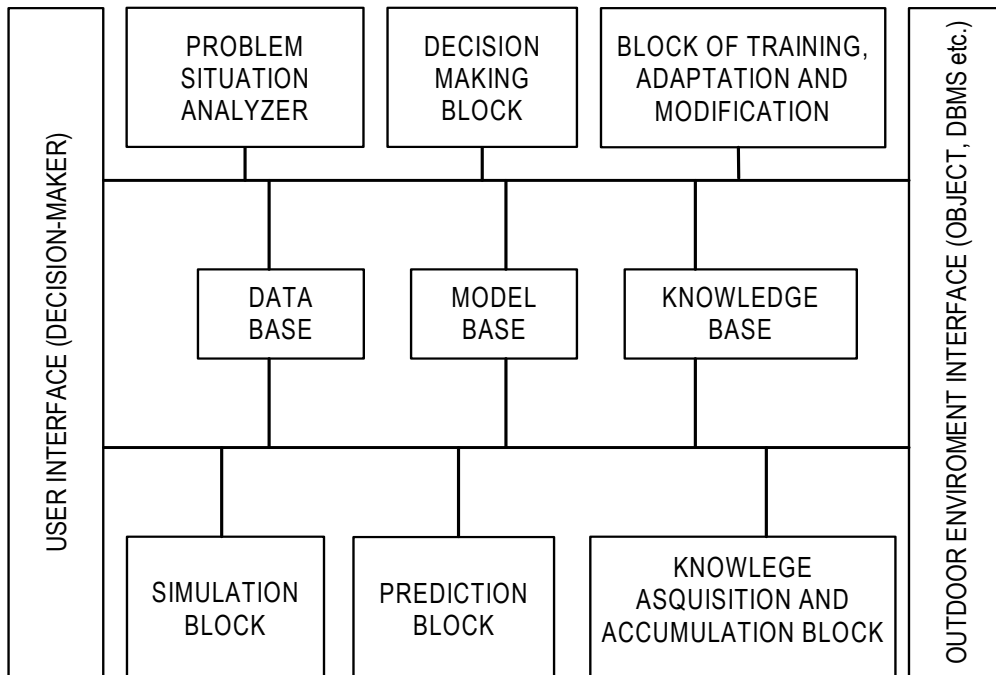 USER INTERFACE (DECISION-MAKER)
PROBLEM
SITUATION
ANALYZER
DECISION
MAKING
BLOCK
BLOCK OF TRAINING,
ADAPTATION AND
MODIFICATION
DATA
BASE
MODEL
BASE
KNOWLEDGE
BASE
SIMULATION
BLOCK
PREDICTION
BLOCK
KNOWLEGE
ASQUISITION AND
ACCUMULATION BLOCK
OUTDOOR ENVIROMENT INTERFACE (OBJECT, DBMS etc.)